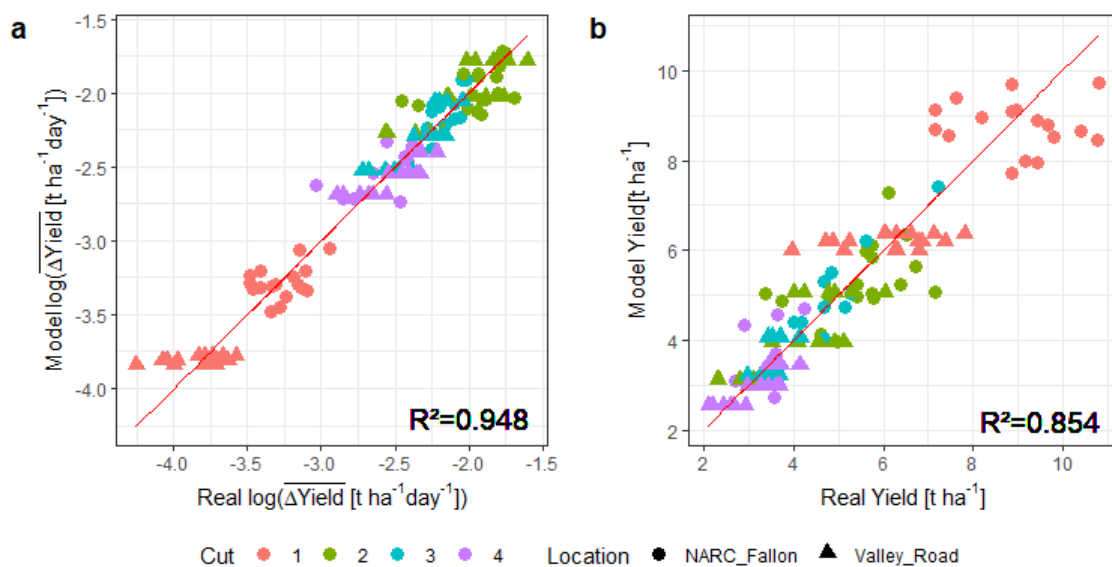 a
-1.5
-2.0
-2.5
-3.0
-3.5
-4.0
Model log(ΔYield [t ha⁻¹day⁻¹])
R²=0.948
-4.0 -3.5 -3.0 -2.5 -2.0 -1.5
Real log(ΔYield [t ha⁻¹day⁻¹])
b
10
8
6
4
2
Model Yield[t ha⁻¹]
R²=0.854
2 4 6 8 10
Real Yield [t ha⁻¹]
Cut 1 2 3 4 Location NARC_Fallon Valley_Road